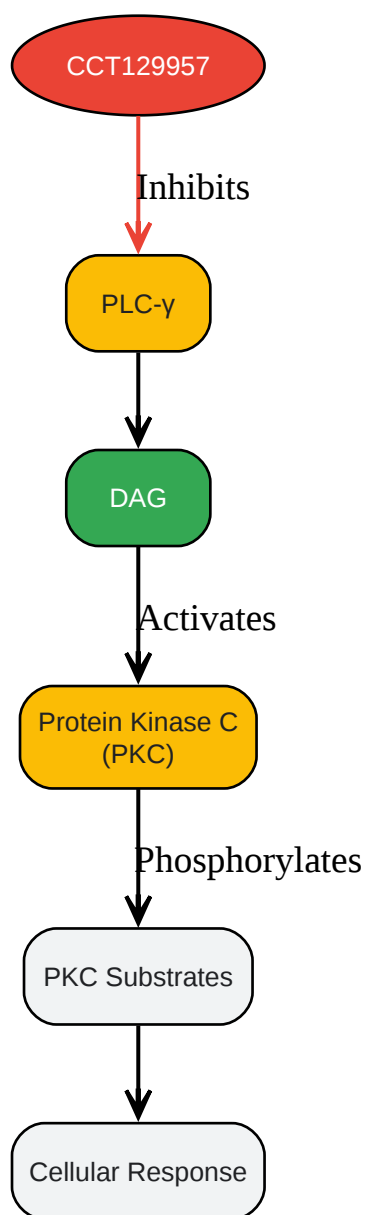 CCT129957
Inhibits
PLC-γ
DAG
Activates
Protein Kinase C
(PKC)
Phosphorylates
PKC Substrates
Cellular Response